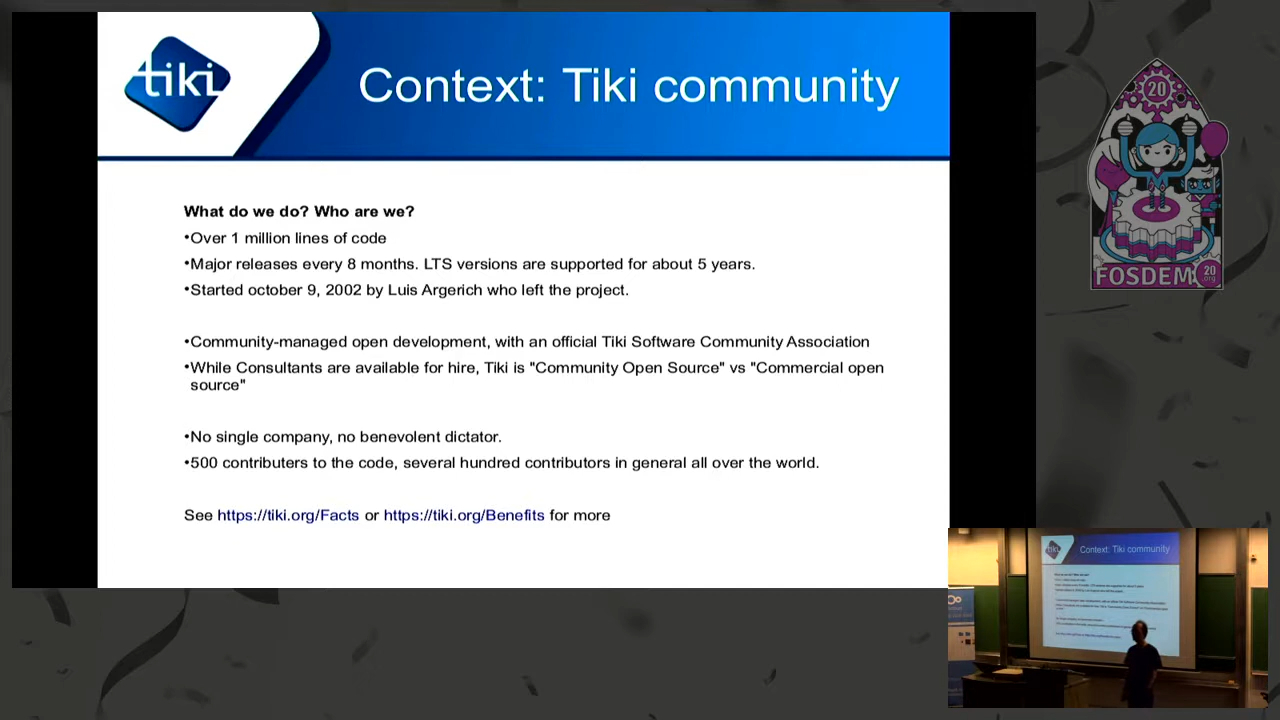 tiki
Context: Tiki community
What do we do? Who are we?
•Over 1 million lines of code
•Major releases every 8 months. LTS versions are supported for about 5 years.
•Started october 9, 2002 by Luis Argerich who left the project.
•Community-managed open development, with an official Tiki Software Community Association
•While Consultants are available for hire, Tiki is "Community Open Source" vs "Commercial open
source"
•No single company, no benevolent dictator.
•500 contributers to the code, several hundred contributors in general all over the world.
See https://tiki.org/Facts or https://tiki.org/Benefits for more
20
FOSDEM
20
.org
tiki
Context: Tiki community